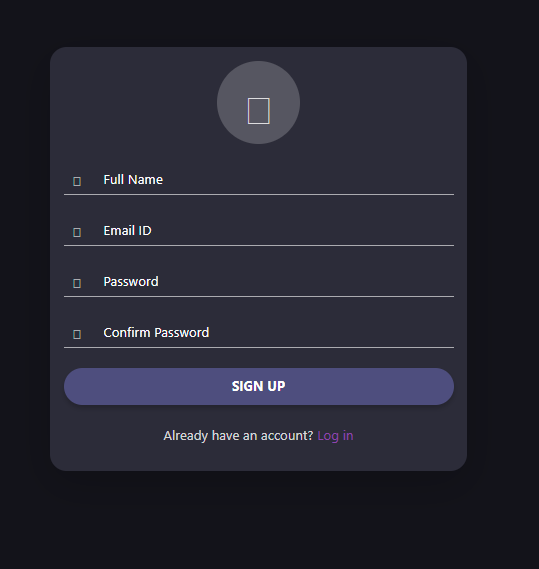 Full Name
Email ID
Password
Confirm Password
SIGN UP
Already have an account? Log in